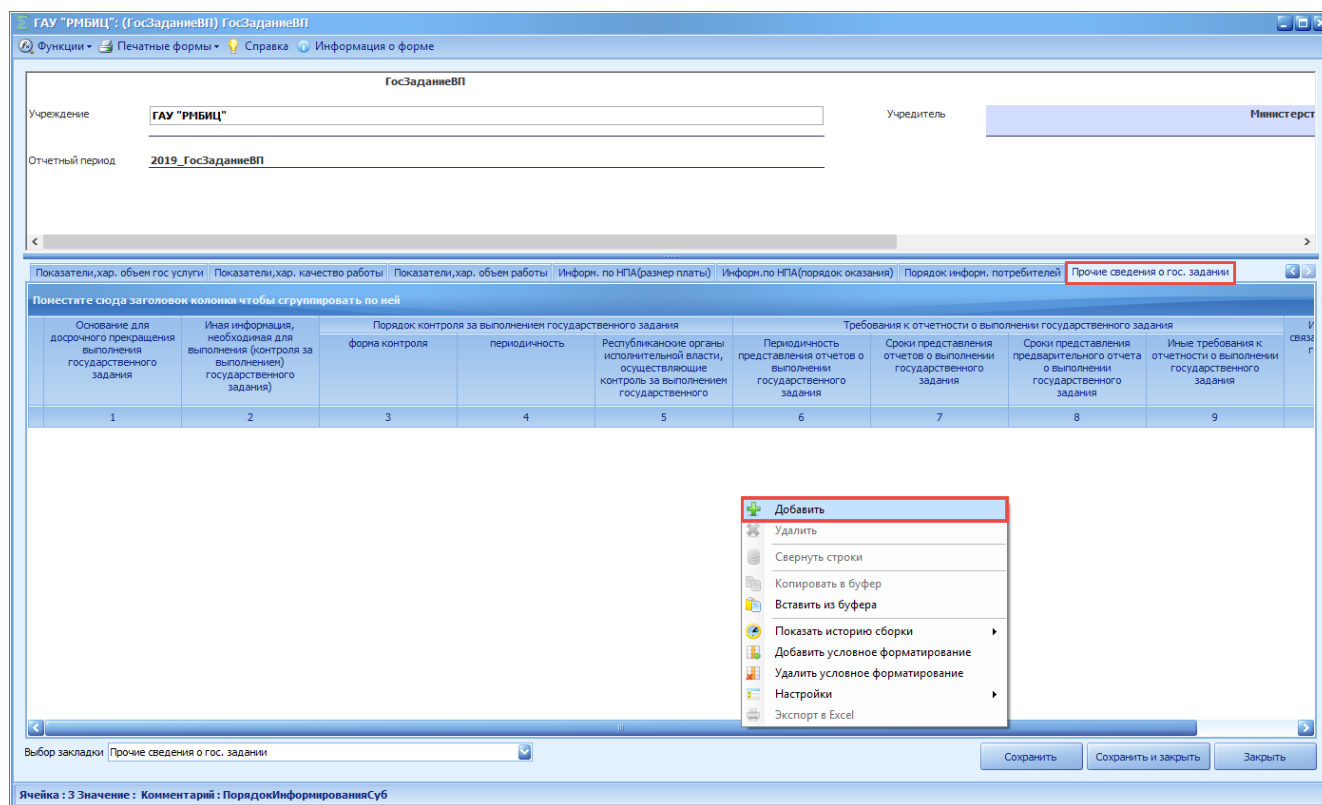 ГАУ "РМБИЦ": (ГосЗаданиеВП) ГосЗаданиеВП
Функции Печатные формы Справка Информация о форме
ГосЗаданиеВП
Учреждение ГАУ "РМБИЦ" Учредитель Министерст
Отчетный период 2019_ГосЗаданиеВП
Показатели,хар. объем гос услуги Показатели,хар. качество работы Показатели,хар. объем работы Информ. по НПА(размер платы) Информ.по НПА(порядок оказания) Порядок информ. потребителей Прочие сведения о гос. задании
Поместите сюда заголовок колонки чтобы сгруппировать по ней
Основание для
досрочного прекращения
выполнения
государственного
задания
Иная информация,
необходимая для
выполнения (контроля за
выполнением)
государственного
задания)
Порядок контроля за выполнением государственного задания
форма контроля
периодичность
Республиканские органы
исполнительной власти,
осуществляющие
контроль за выполнением
государственного
Требования к отчетности о выполнении государственного задания
Периодичность
представления отчетов о
выполнении
государственного
задания
Сроки представления
отчетов о выполнении
государственного
задания
Сроки представления
предварительного отчета
о выполнении
государственного
задания
Иные требования к
отчетности о выполнении
государственного
задания
И
связа
г
1 2 3 4 5 6 7 8 9
Добавить
Удалить
Свернуть строки
Копировать в буфер
Вставить из буфера
Показать историю сборки
Добавить условное форматирование
Удалить условное форматирование
Настройки
Экспорт в Excel
Выбор закладки Прочие сведения о гос. задании Сохранить Сохранить и закрыть Закрыть
Ячейка : 3 Значение : Комментарий : ПорядокИнформированияСуб